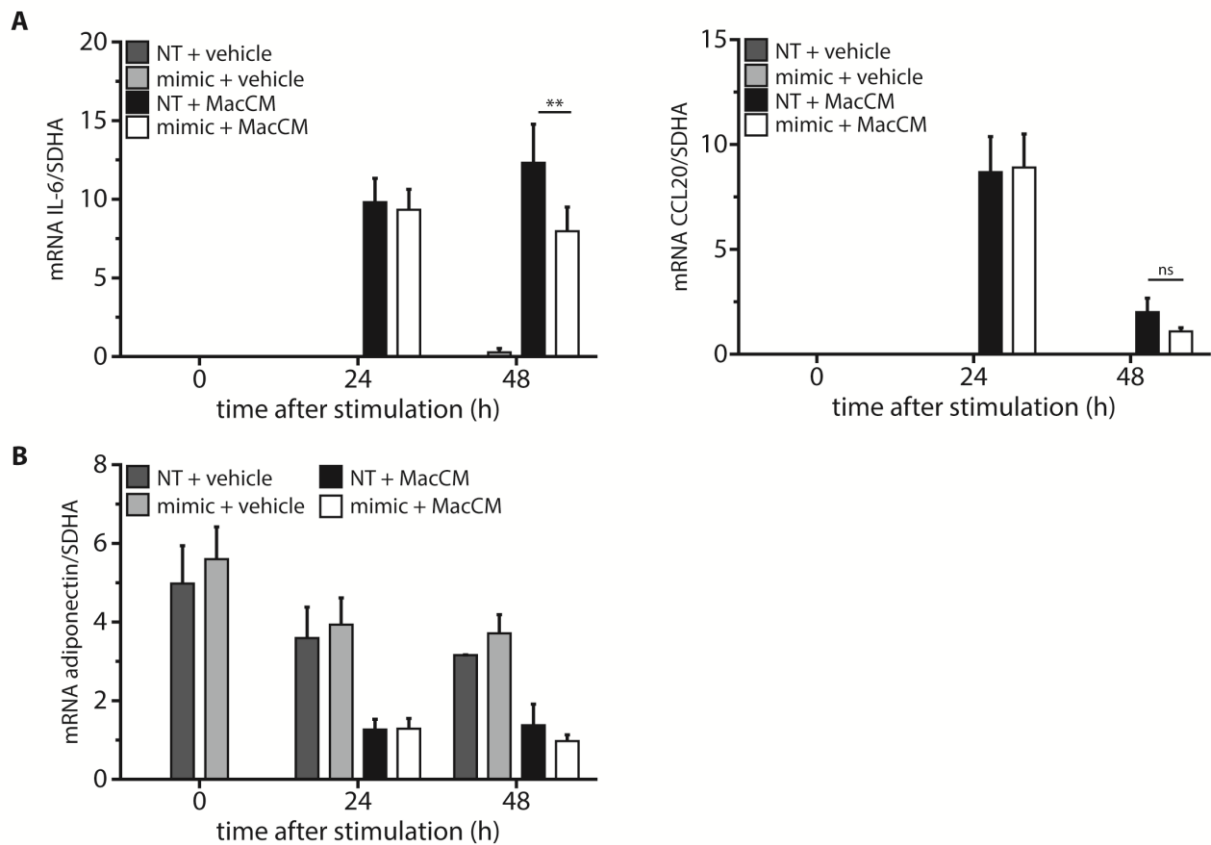 A
20
15
10
5
0
mRNA IL-6/SDHA
NT + vehicle
mimic + vehicle
NT + MacCM
mimic + MacCM
**
0
24
48
time after stimulation (h)
15
10
5
0
mRNA CCL20/SDHA
NT + vehicle
mimic + vehicle
NT + MacCM
mimic + MacCM
ns
0
24
48
time after stimulation (h)
B
8
6
4
2
0
mRNA adiponectin/SDHA
NT + vehicle
mimic + vehicle
NT + MacCM
mimic + MacCM
0
24
48
time after stimulation (h)